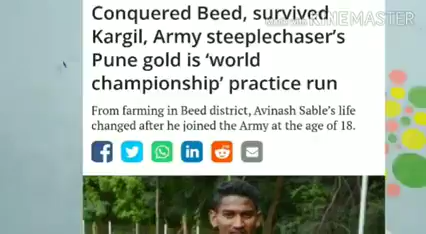 Conquered Beed, survived
KINEMASTER
Kargil, Army steeplechaser's
Pune gold is ‘world
championship’ practice run
From farming in Beed district, Avinash Sable's life
changed after he joined the Army at the age of 18.